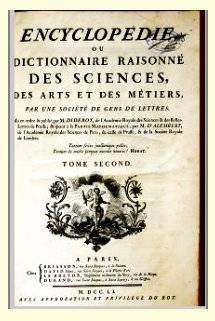 ENCYCLOPEDIE,
OU
DICTIONNAIRE RAISONNÉ
DES SCIENCES,
DES ARTS ET DES MÉTIERS,
PAR UNE SOCIÉTÉ DE GENS DE LETTRES.
Mis en ordre & publié par M. DIDEROT, de l'Académie Royale des Sciences & des Belles-
Lettres de Prusse; & quant à la PARTIE MATHÉMATIQUE, par M. D'ALEMBERT,
de l'Académie Royale des Sciences de Paris, de celle de Prusse, & de la Société Royale
de Londres.
Tantùm series juncturaque pollet,
Tantùm de medio sumptis accedit honoris! HORAT.
TOME SECOND.
A PARIS,
Chez
BRIASSON, rue Saint Jacques, à la Science.
DAVID l'aîné, rue Saint Jacques, à la Plume d'or.
LE BRETON, Imprimeur ordinaire du Roy, rue de la Harpe.
DURAND, rue Saint Jacques,
M. DCC. LI.
AVEC APPROBATION ET PRIVILEGE DU ROY.